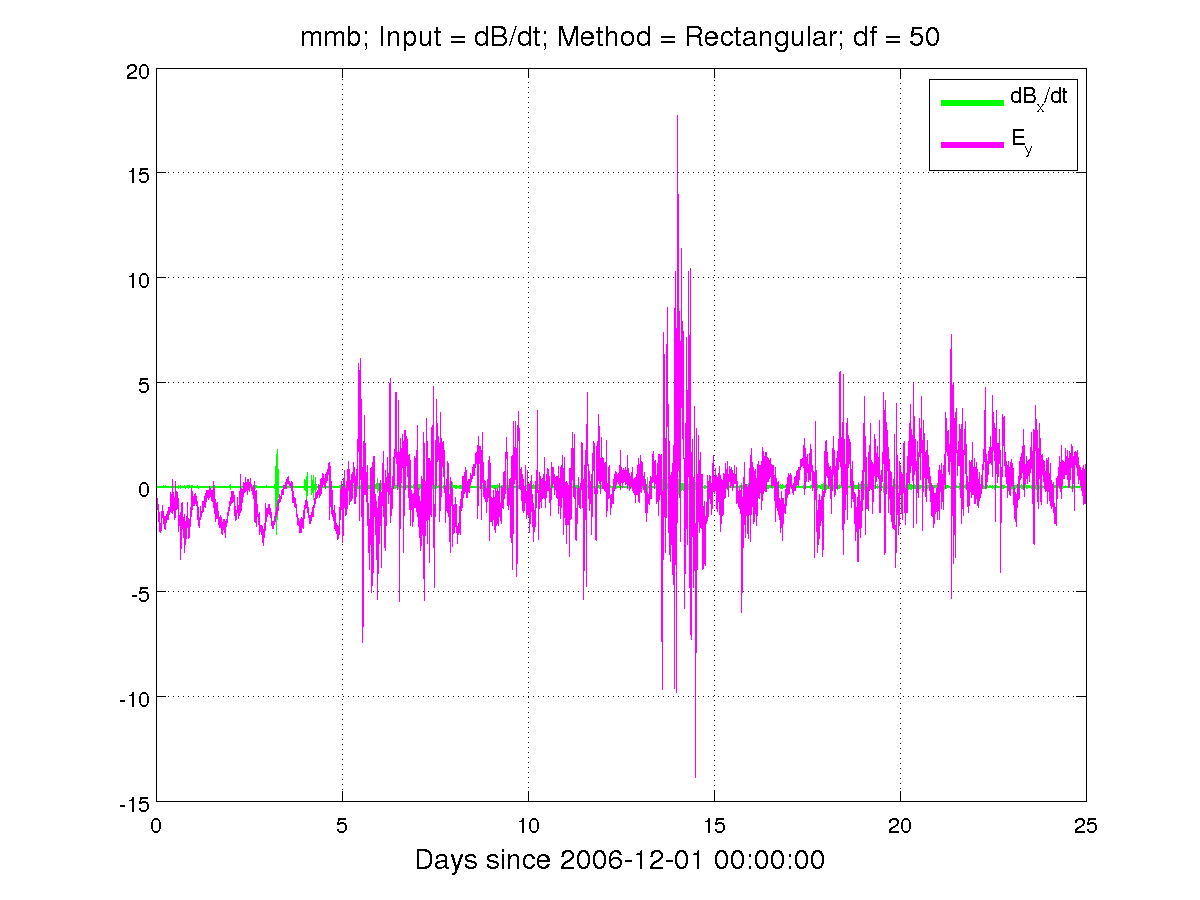 mmb; Input = dB/dt; Method = Rectangular; df = 50
20
15
10
5
0
-5
-10
-15
0 5 10 15 20 25
Days since 2006-12-01 00:00:00
dBx/dt
Ey